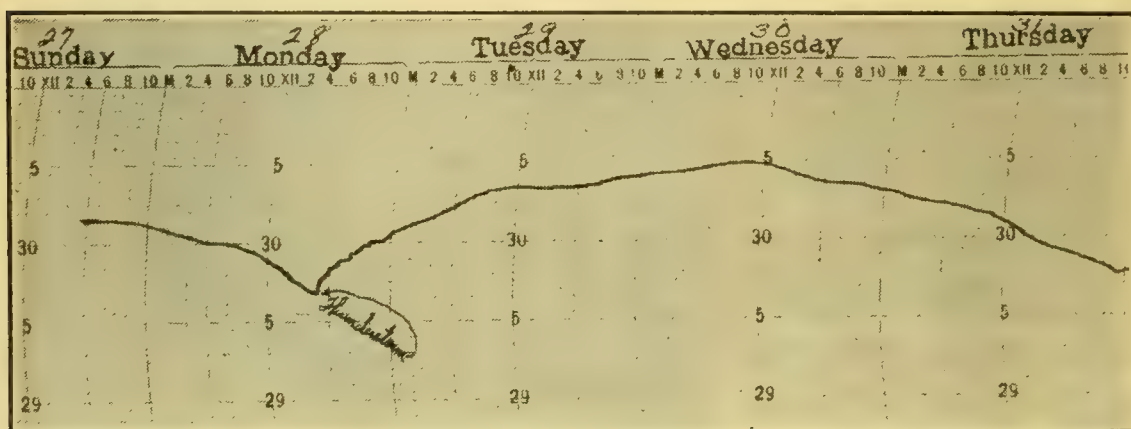 27 28 29 30 31
Sunday Monday Tuesday Wednesday Thursday
10 XII 2 4 6 8 10 M 2 4 6 8 10 XII 2 4 6 8 10 M 2 4 6 8 10 XII 2 4 6 8 10 M 2 4 6 8 10 XII 2 4 6 8 10 M 2 4 6 8 10 XII 2 4 6 8 1
5 5 5 5 5
30 30 30 30 30
Thunderstorm
5 5 5 5 5
29 29 29 29 29